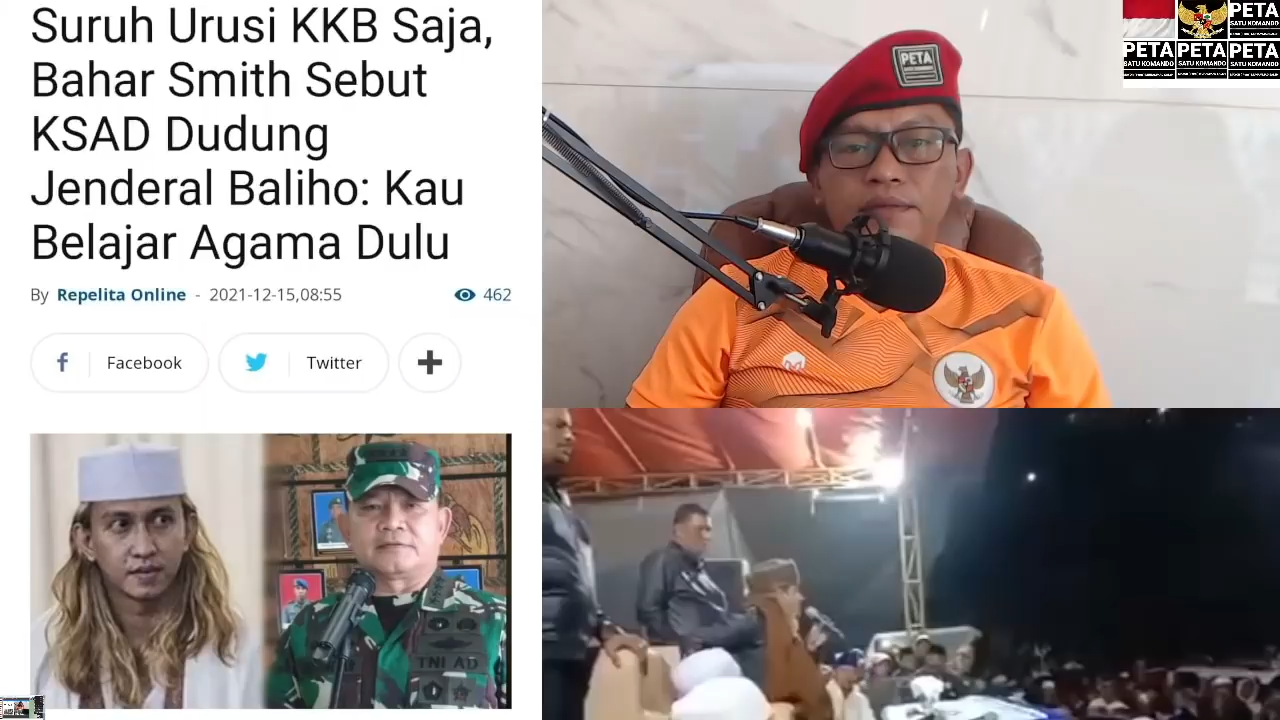 Suruh Urusi KKB Saja,
Bahar Smith Sebut
KSAD Dudung
Jenderal Baliho: Kau
Belajar Agama Dulu
By Repelita Online - 2021-12-15,08:55 462
Facebook Twitter
TNI AD
PETA
PETA
SATU KOMANDO
PETA PETA PETA
SATU KOMANDO SATU KOMANDO SATU KOMANDO